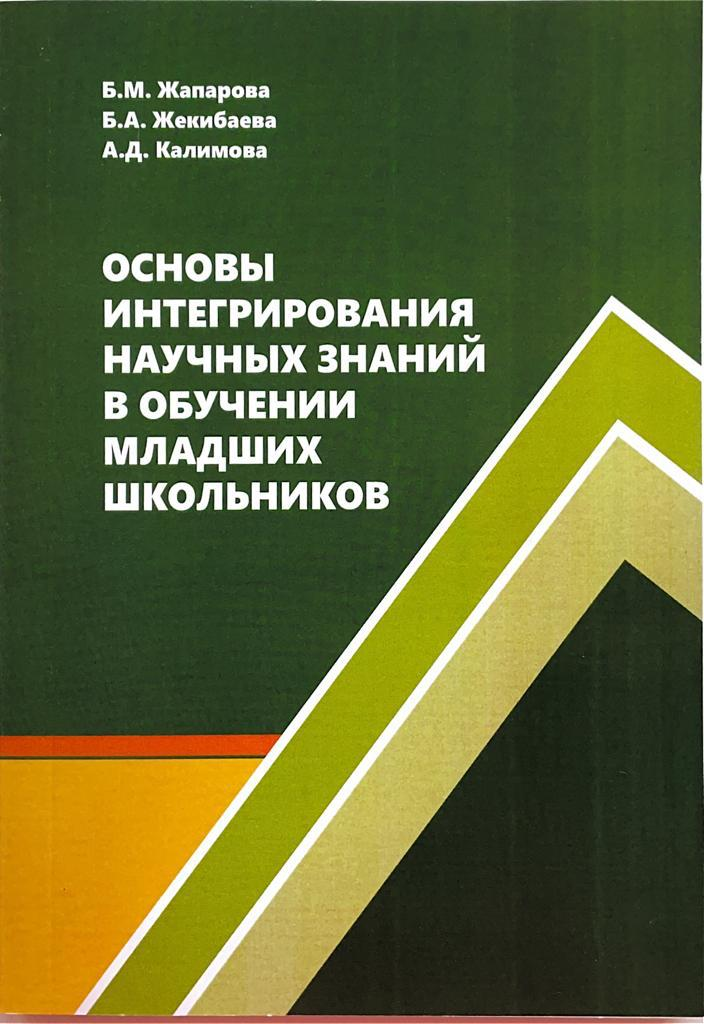 Б.М. Жапарова
Б.А. Жекибаева
А.Д. Калимова
ОСНОВЫ
ИНТЕГРИРОВАНИЯ
НАУЧНЫХ ЗНАНИЙ
В ОБУЧЕНИИ
МЛАДШИХ
ШКОЛЬНИКОВ